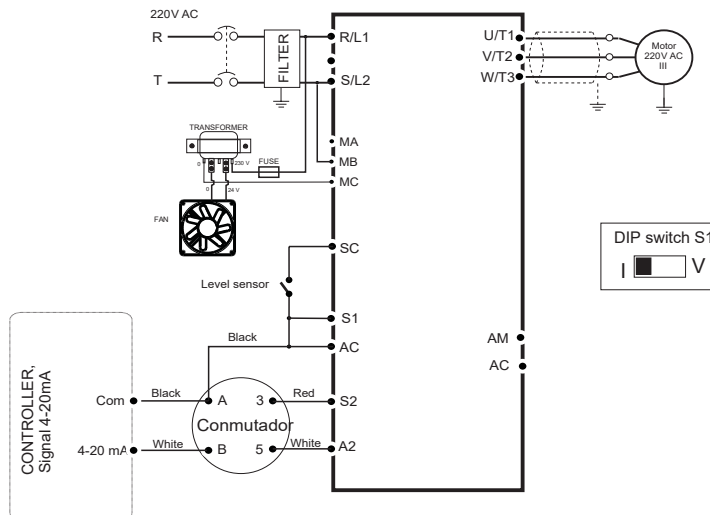 220V AC
R
T
FILTER
R/L1
S/L2
U/T1
V/T2
W/T3
Motor
220V AC
III
TRANSFORMER
0
230 V
FUSE
0
24 V
FAN
MA
MB
MC
SC
Level sensor
S1
AC
Black
DIP switch S1
I
V
AM
AC
CONTROLLER,
Signal 4-20mA
Com
Black
A
3
Red
S2
Conmutador
4-20 mA
White
B
5
White
A2